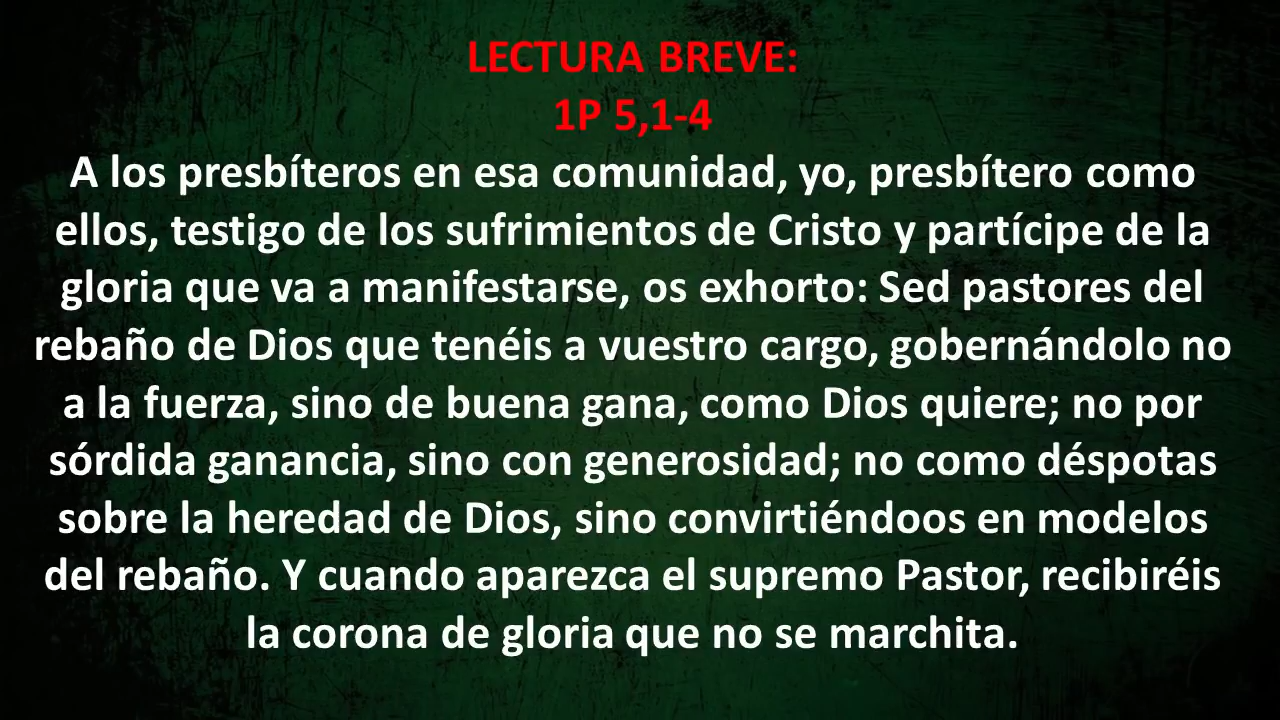 LECTURA BREVE:
1P 5,1-4
A los presbíteros en esa comunidad, yo, presbítero como
ellos, testigo de los sufrimientos de Cristo y partícipe de la
gloria que va a manifestarse, os exhorto: Sed pastores del
rebaño de Dios que tenéis a vuestro cargo, gobernándolo no
a la fuerza, sino de buena gana, como Dios quiere; no por
sórdida ganancia, sino con generosidad; no como déspotas
sobre la heredad de Dios, sino convirtiéndoos en modelos
del rebaño. Y cuando aparezca el supremo Pastor, recibiréis
la corona de gloria que no se marchita.